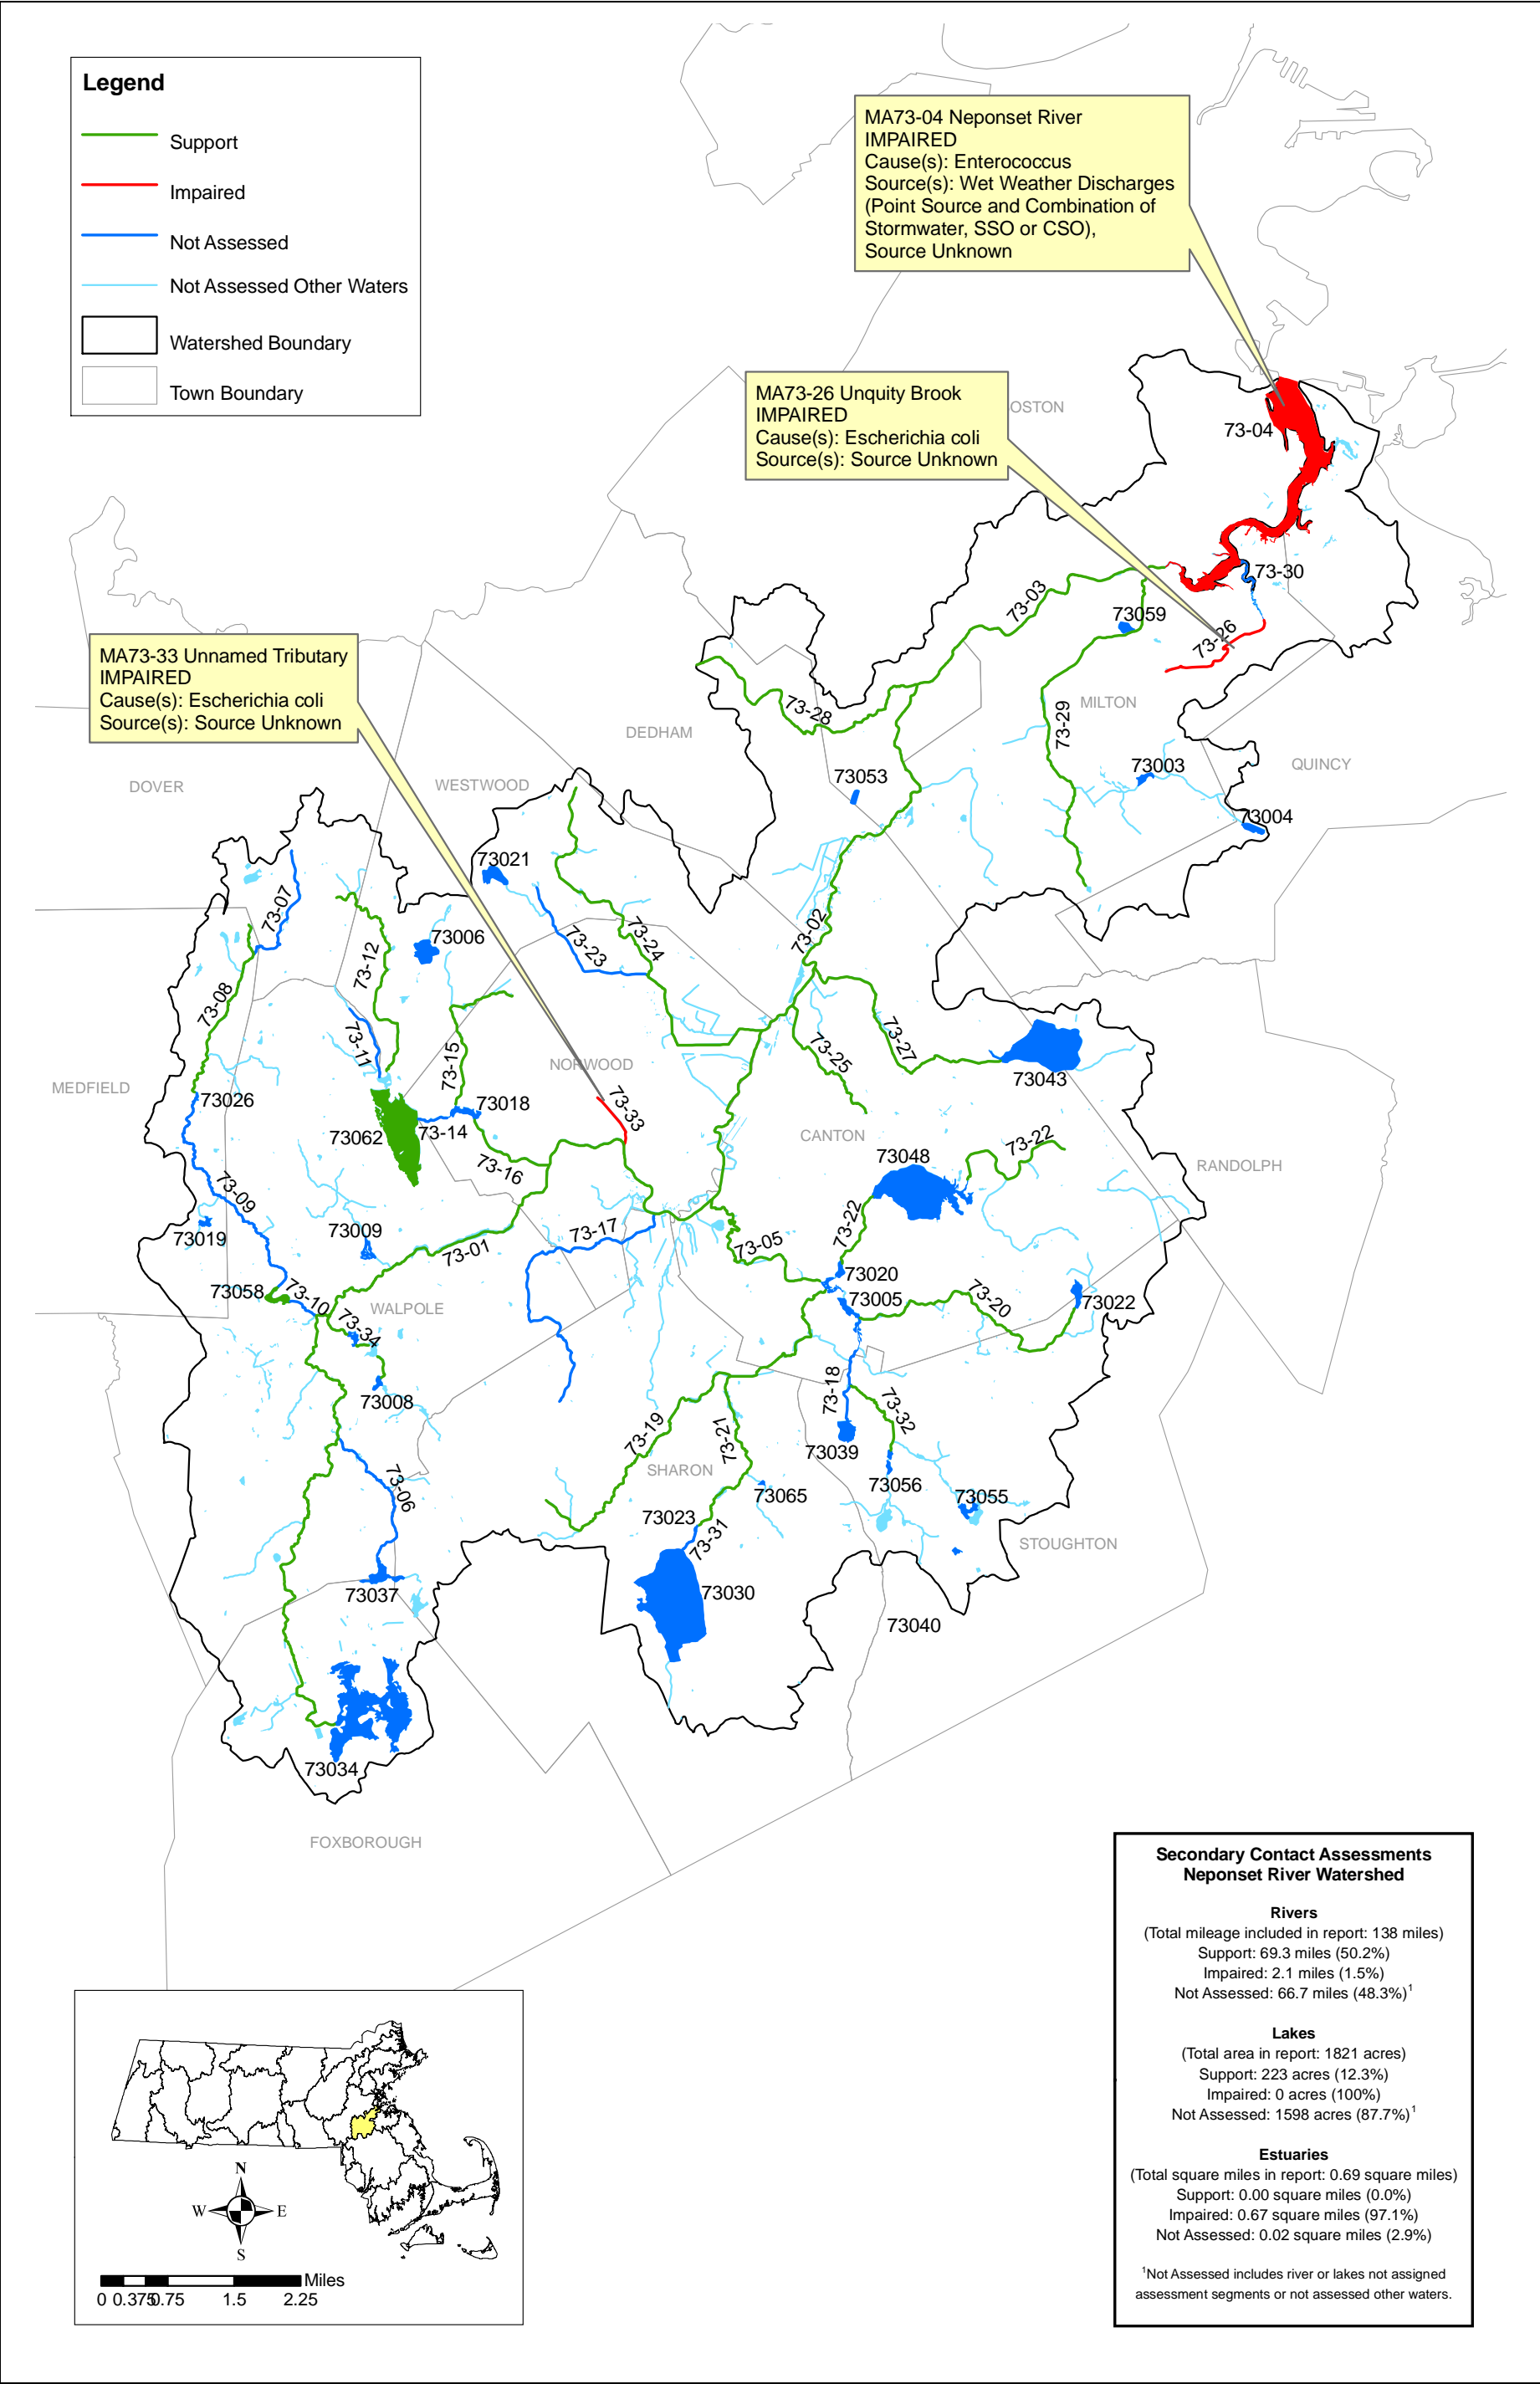 Legend
Support
Impaired
Not Assessed
Not Assessed Other Waters
Watershed Boundary
Town Boundary
MA73-04 Neponset River
IMPAIRED
Cause(s): Enterococcus
Source(s): Wet Weather Discharges
(Point Source and Combination of
Stormwater, SSO or CSO),
Source Unknown
MA73-26 Unquity Brook
IMPAIRED
Cause(s): Escherichia coli
Source(s): Source Unknown
OSTON
73-04
73-30
73-03
73059
73-26
MA73-33 Unnamed Tributary
IMPAIRED
Cause(s): Escherichia coli
Source(s): Source Unknown
73-28
73-29
MILTON
DEDHAM
QUINCY
73003
73053
DOVER
WESTWOOD
73004
73021
73-07
73-02
73-24
73006
73-23
73-12
73-08
73-11
73-15
73-25
73-27
NORWOOD
73043
MEDFIELD
73026
73018
73-33
73062
73-14
CANTON
73-22
73048
RANDOLPH
73-16
73-09
73019
73009
73-01
73-17
73-22
73-05
73020
73005
73058
73-10
73-20
73022
WALPOLE
73-34
73008
73-18
73-32
73-19
73-21
73039
SHARON
73056
73-06
73065
73055
73023
73-31
STOUGHTON
73037
73030
73040
73034
FOXBOROUGH
Secondary Contact Assessments
Neponset River Watershed
Rivers
(Total mileage included in report: 138 miles)
Support: 69.3 miles (50.2%)
Impaired: 2.1 miles (1.5%)
Not Assessed: 66.7 miles (48.3%)1
Lakes
(Total area in report: 1821 acres)
Support: 223 acres (12.3%)
Impaired: 0 acres (100%)
Not Assessed: 1598 acres (87.7%)1
Estuaries
(Total square miles in report: 0.69 square miles)
Support: 0.00 square miles (0.0%)
Impaired: 0.67 square miles (97.1%)
Not Assessed: 0.02 square miles (2.9%)
1Not Assessed includes river or lakes not assigned
assessment segments or not assessed other waters.
N
W E
S
Miles
0 0.375 0.75 1.5 2.25